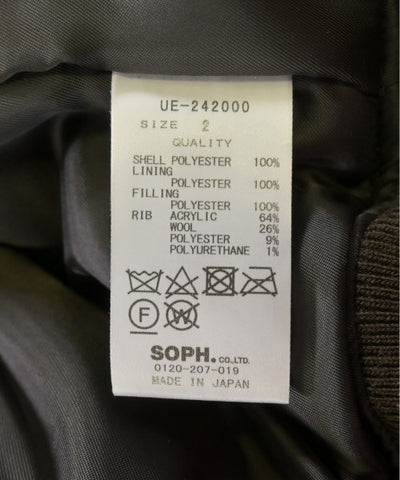 UE-242000
SIZE 2
QUALITY
SHELL POLYESTER 100%
LINING
POLYESTER 100%
FILLING
POLYESTER 100%
RIB ACRYLIC 64%
WOOL 26%
POLYESTER 9%
POLYURETHANE 1%
F W
SOPH. CO.,LTD.
0120-207-019
MADE IN JAPAN